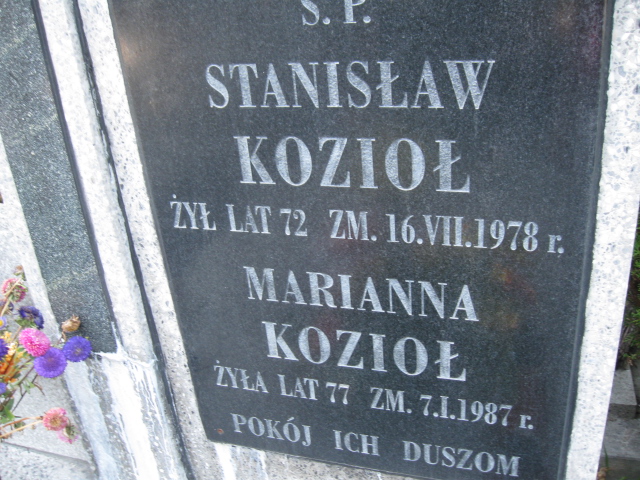 Ś. P.
STANISŁAW
KOZIOŁ
ŻYŁ LAT 72 ZM. 16.VII.1978 r.
MARIANNA
KOZIOŁ
ŻYŁA LAT 77 ZM. 7.I.1987 r.
POKÓJ ICH DUSZOM